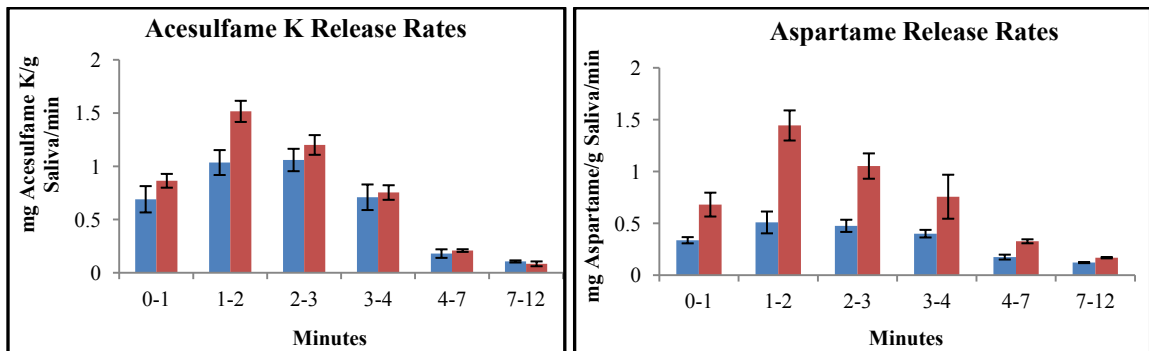 Acesulfame K Release Rates
mg Acesulfame K/g
Saliva/min
2
1.5
1
0.5
0
0-1 1-2 2-3 3-4 4-7 7-12
Minutes
Aspartame Release Rates
mg Aspartame/g Saliva/min
2
1.5
1
0.5
0
0-1 1-2 2-3 3-4 4-7 7-12
Minutes